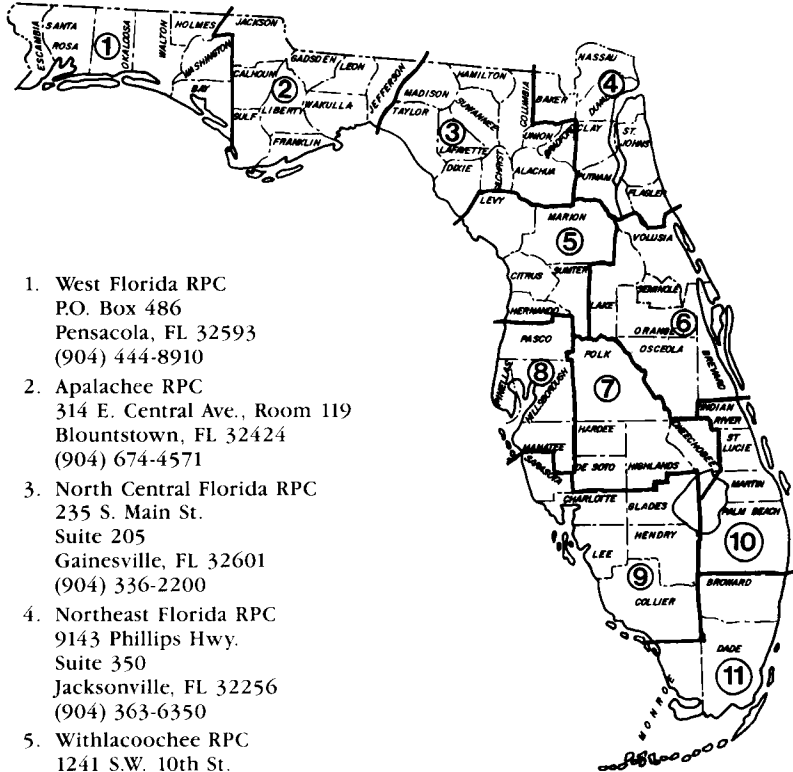 ESCAMBIA
SANTA
ROSA
1
OKALOOSA
WALTON
HOLMES
WASHINGTON
BAY
JACKSON
CALHOUN
GULF
2
LIBERTY
GADSDEN
LEON
WAKULLA
FRANKLIN
JEFFERSON
MADISON
TAYLOR
HAMILTON
SUWANNEE
3
LAFAYETTE
DIXIE
COLUMBIA
GILCHRIST
UNION
BRADFORD
ALACHUA
BAKER
NASSAU
4
DUVAL
CLAY
ST.
JOHNS
PUTNAM
FLAGLER
LEVY
MARION
5
CITRUS
SUMTER
HERNANDO
VOLUSIA
LAKE
SEMINOLE
ORANGE
6
OSCEOLA
BREVARD
PASCO
8
PINELLAS
HILLSBOROUGH
MANATEE
SARASOTA
POLK
7
HARDEE
DE SOTO
HIGHLANDS
OKEECHOBEE
INDIAN
RIVER
ST
LUCIE
MARTIN
PALM BEACH
10
CHARLOTTE
BLADES
HENDRY
LEE
9
COLLIER
BROWARD
DADE
11
MONROE
1. West Florida RPC
P.O. Box 486
Pensacola, FL 32593
(904) 444-8910
2. Apalachee RPC
314 E. Central Ave., Room 119
Blountstown, FL 32424
(904) 674-4571
3. North Central Florida RPC
235 S. Main St.
Suite 205
Gainesville, FL 32601
(904) 336-2200
4. Northeast Florida RPC
9143 Phillips Hwy.
Suite 350
Jacksonville, FL 32256
(904) 363-6350
5. Withlacoochee RPC
1241 S.W. 10th St.